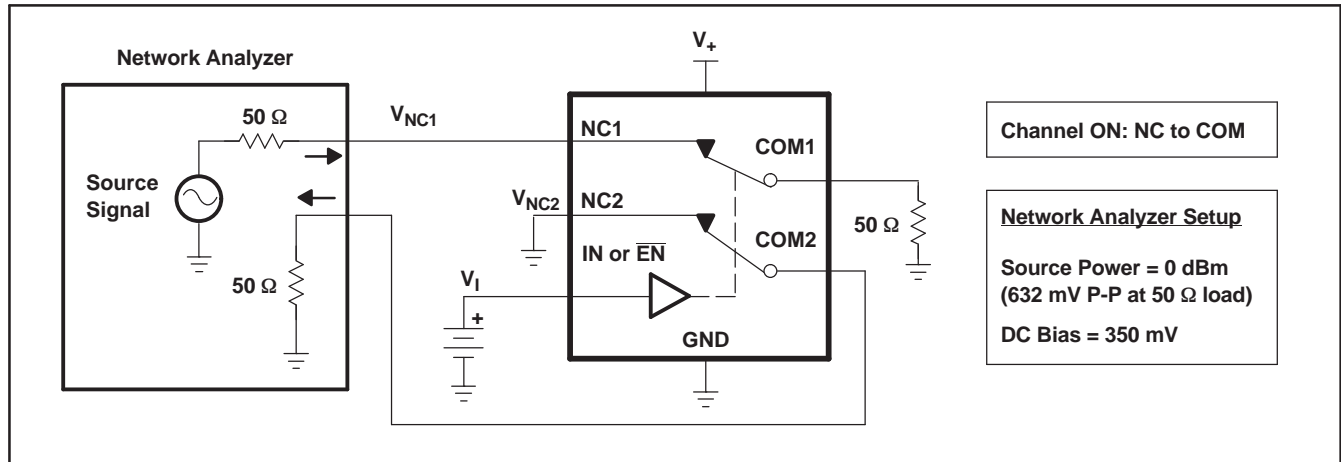 Network Analyzer
50 Ω
Source
Signal
50 Ω
V+
VNC1
NC1
COM1
VNC2
NC2
COM2
50 Ω
IN or E̅N̅
VI
+
GND
Channel ON: NC to COM
Network Analyzer Setup
Source Power = 0 dBm
(632 mV P-P at 50 Ω load)
DC Bias = 350 mV